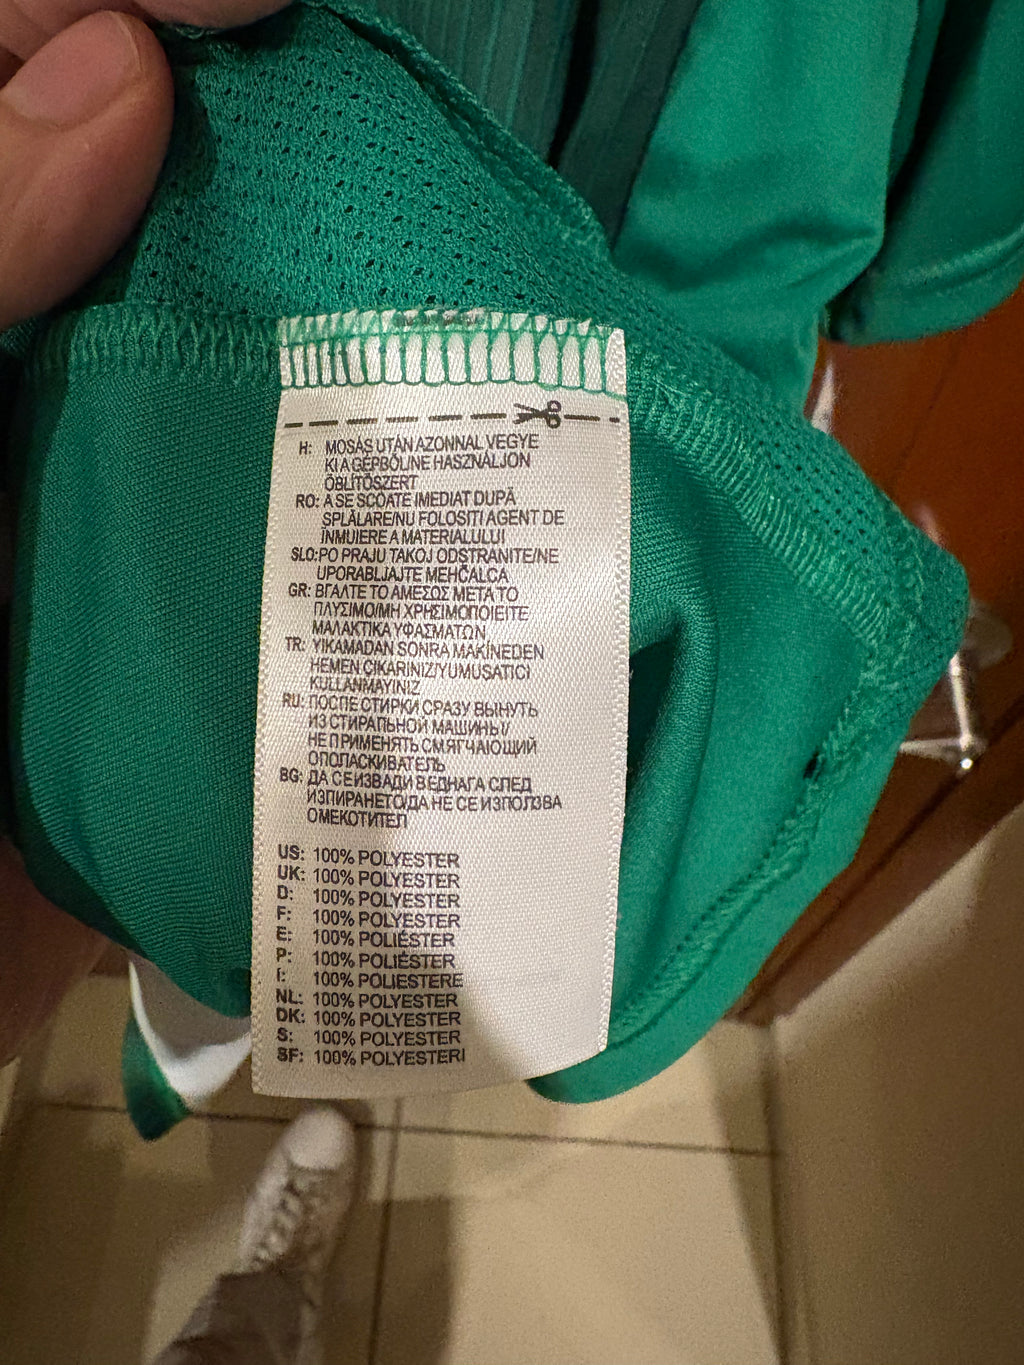 H: MOSÁS UTÁN AZONNAL VEGYE
KI A GÉPBŐL/NE HASZNÁLJON
ÖBLÍTŐSZERT
RO: A SE SCOATE IMEDIAT DUPĂ
SPĂLARE/NU FOLOSITI AGENT DE
ÎNMUIERE A MATERIALULUI
SLO: PO PRAJU TAKOJ ODSTRANITE/NE
UPORABLJAJTE MEHČALCA
GR: ΒΓΑΛΤΕ ΤΟ ΑΜΕΣΩΣ ΜΕΤΑ ΤΟ
ΠΛΥΣΙΜΟ/ΜΗ ΧΡΗΣΙΜΟΠΟΙΕΙΤΕ
ΜΑΛΑΚΤΙΚΑ ΥΦΑΣΜΑΤΩΝ
TR: YIKAMADAN SONRA MAKİNEDEN
HEMEN ÇIKARINIZ/YUMUSATICI
KULLANMAYINIZ
RU: ПОСЛЕ СТИРКИ СРАЗУ ВЫНУТЬ
ИЗ СТИРАЛЬНОЙ МАШИНЫ/
НЕ ПРИМЕНЯТЬ СМЯГЧАЮЩИЙ
ОПОЛАСКИВАТЕЛЬ
BG: ДА СЕ ИЗВАДИ ВЕДНАГА СЛЕД
ИЗПИРАНЕТО/ДА НЕ СЕ ИЗПОЛЗВА
ОМЕКОТИТЕЛ
US: 100% POLYESTER
UK: 100% POLYESTER
D: 100% POLYESTER
F: 100% POLYESTER
E: 100% POLIÉSTER
P: 100% POLIÉSTER
I: 100% POLIESTERE
NL: 100% POLYESTER
DK: 100% POLYESTER
S: 100% POLYESTER
SF: 100% POLYESTERI